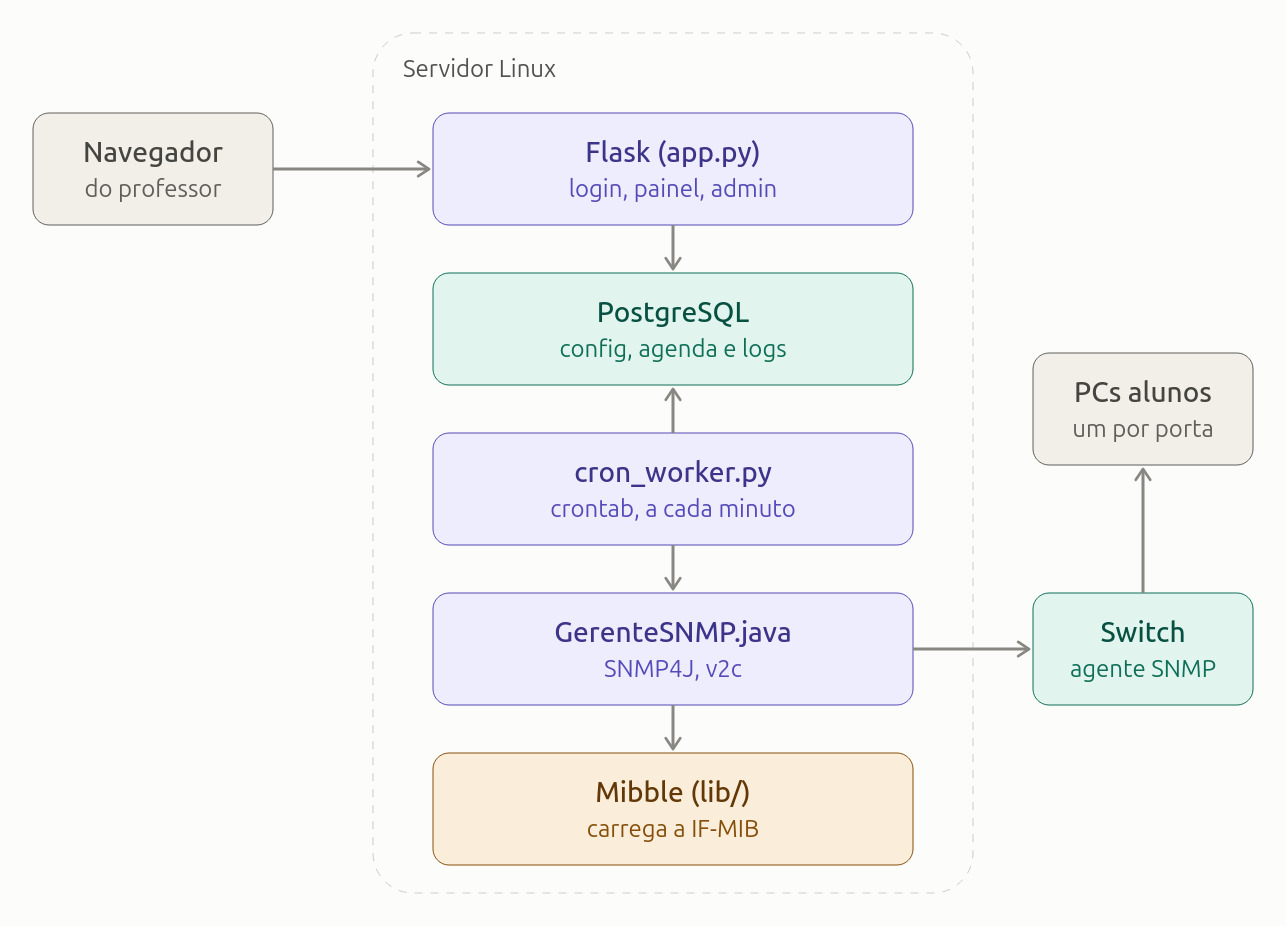 Servidor Linux
Navegador
do professor
Flask (app.py)
login, painel, admin
PostgreSQL
config, agenda e logs
PCs alunos
um por porta
cron_worker.py
crontab, a cada minuto
GerenteSNMP.java
SNMP4J, v2c
Switch
agente SNMP
Mibble (lib/)
carrega a IF-MIB